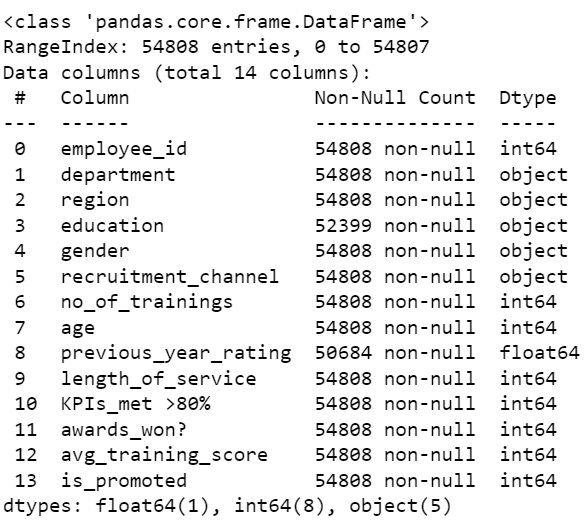 <class 'pandas.core.frame.DataFrame'>
RangeIndex: 54808 entries, 0 to 54807
Data columns (total 14 columns):
 #   Column                Non-Null Count  Dtype
---  ------                --------------  -----
 0   employee_id           54808 non-null  int64
 1   department            54808 non-null  object
 2   region                54808 non-null  object
 3   education             52399 non-null  object
 4   gender                54808 non-null  object
 5   recruitment_channel   54808 non-null  object
 6   no_of_trainings       54808 non-null  int64
 7   age                   54808 non-null  int64
 8   previous_year_rating  50684 non-null  float64
 9   length_of_service     54808 non-null  int64
 10  KPIs_met >80%         54808 non-null  int64
 11  awards_won?           54808 non-null  int64
 12  avg_training_score    54808 non-null  int64
 13  is_promoted           54808 non-null  int64
dtypes: float64(1), int64(8), object(5)